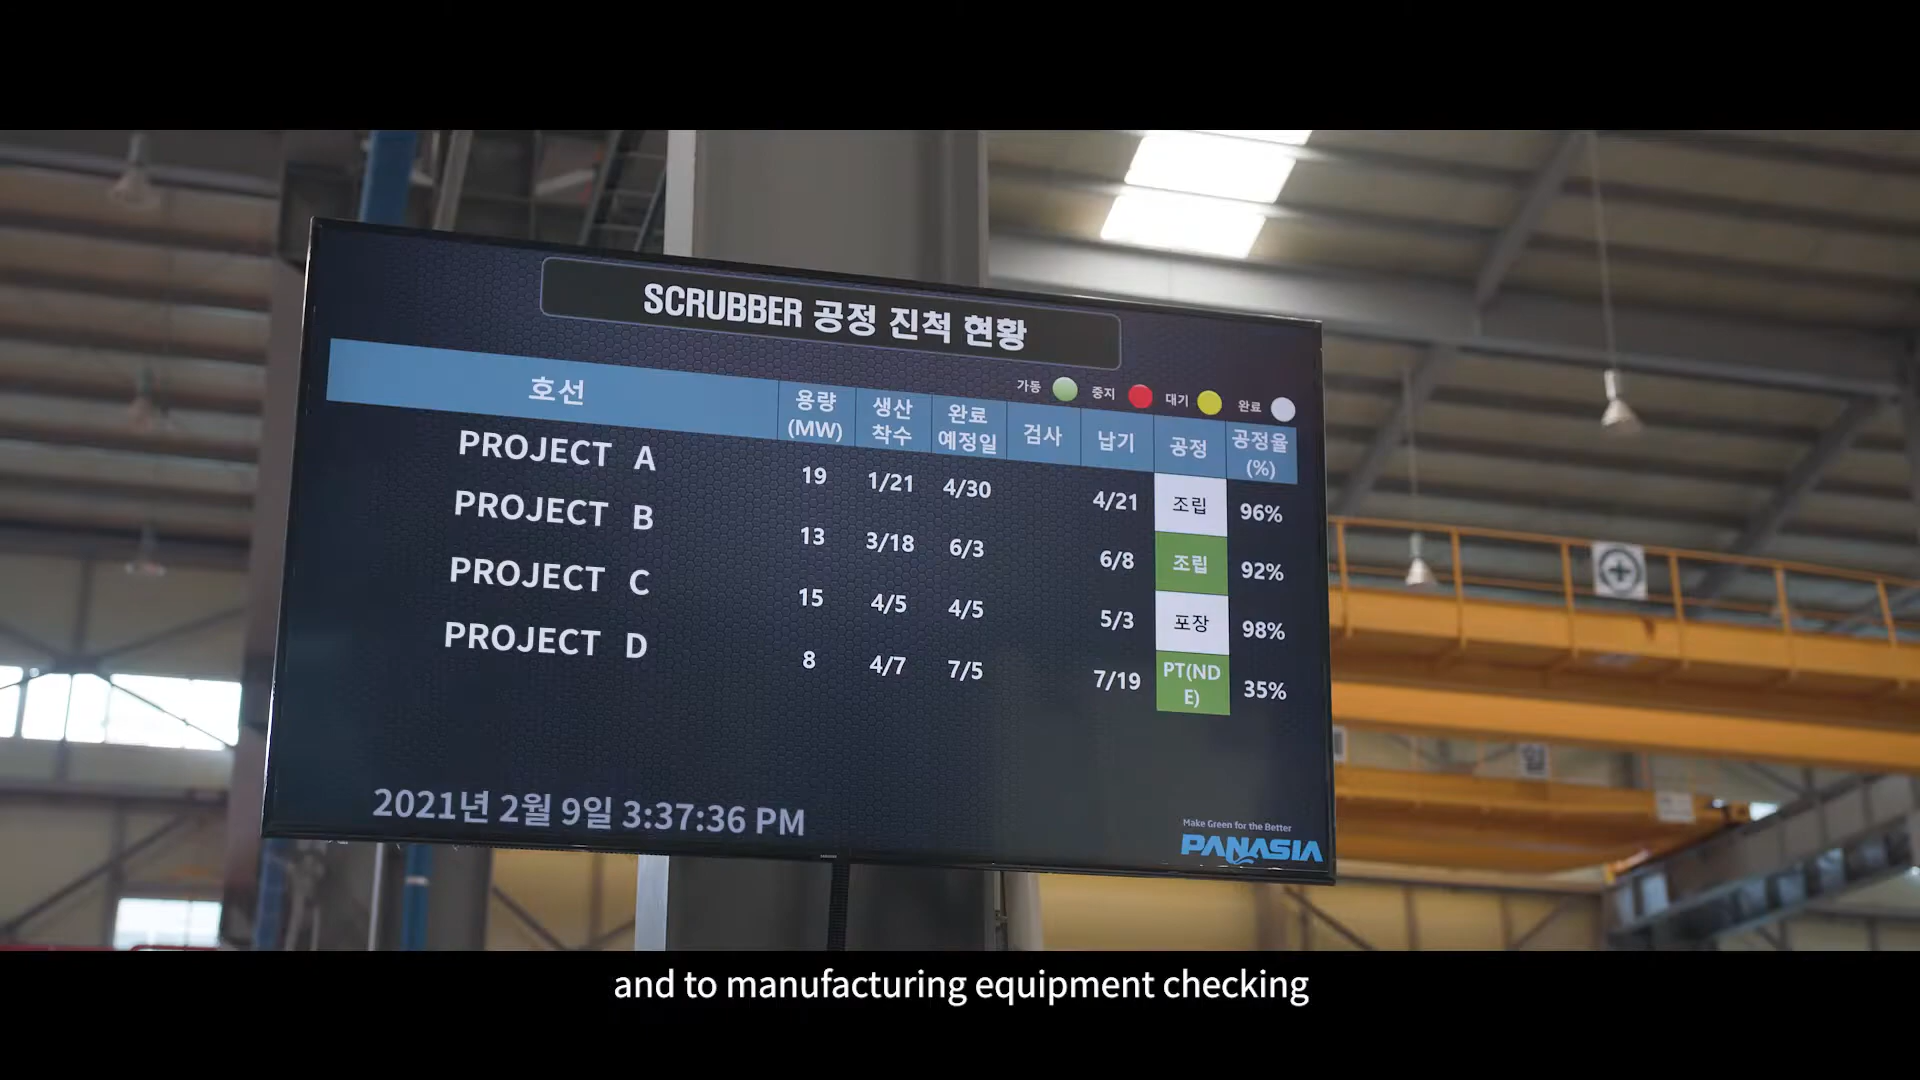 SCRUBBER 공정 진척 현황
가동 중지 대기 완료
호선 용량 (MW) 생산 착수 완료 예정일 검사 납기 공정 공정율 (%)
PROJECT A 19 1/21 4/30 4/21 조립 96%
PROJECT B 13 3/18 6/3 6/8 조립 92%
PROJECT C 15 4/5 4/5 5/3 포장 98%
PROJECT D 8 4/7 7/5 7/19 PT(NDE) 35%
2021년 2월 9일 3:37:36 PM
Make Green for the Better
PANASIA
and to manufacturing equipment checking